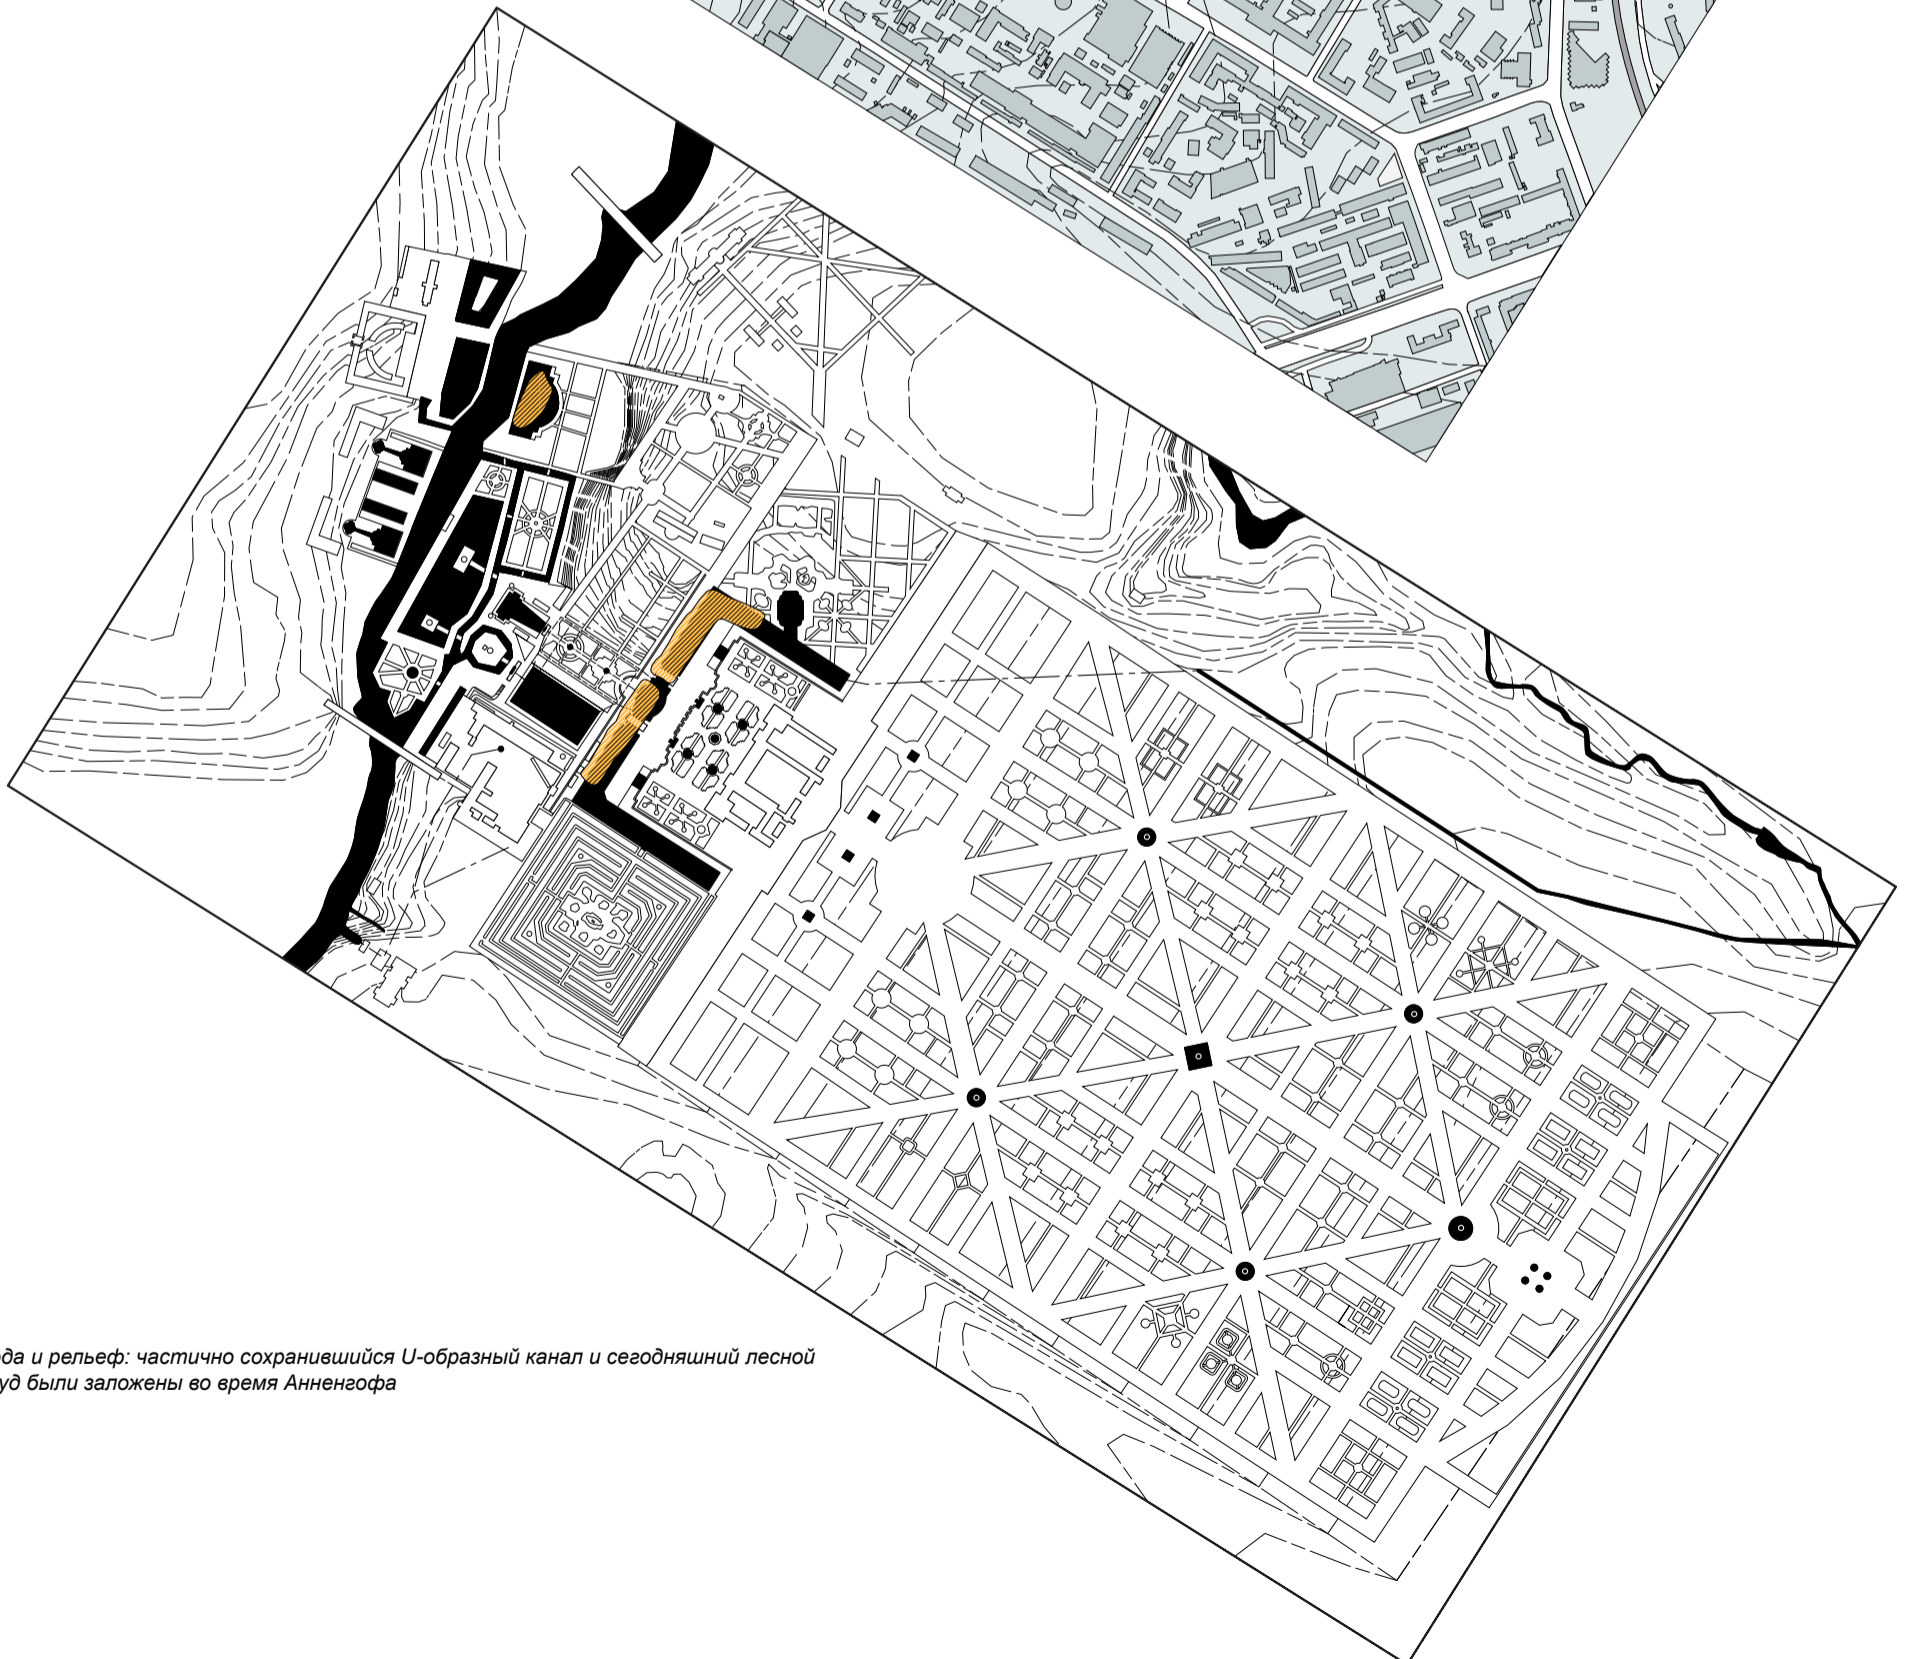 да и рельеф: частично сохранившийся U-образный канал и сегодняшний лесной
уд были заложены во время Анненгофа